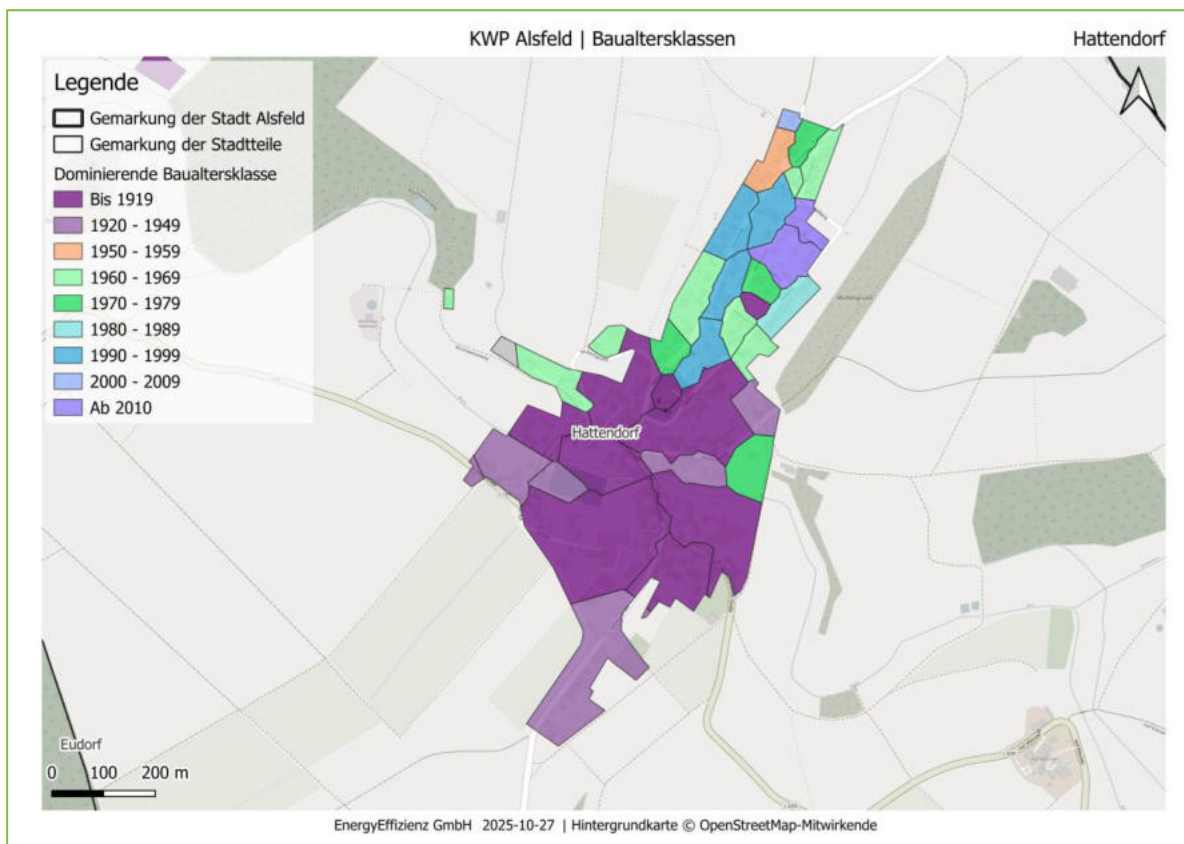 KWP Alsfeld | Baualtersklassen
Hattendorf
Legende
Gemarkung der Stadt Alsfeld
Gemarkung der Stadtteile
Dominierende Baualtersklasse
Bis 1919
1920 - 1949
1950 - 1959
1960 - 1969
1970 - 1979
1980 - 1989
1990 - 1999
2000 - 2009
Ab 2010
Hattendorf
Eudorf
0 100 200 m
EnergyEffizienz GmbH 2025-10-27 | Hintergrundkarte © OpenStreetMap-Mitwirkende